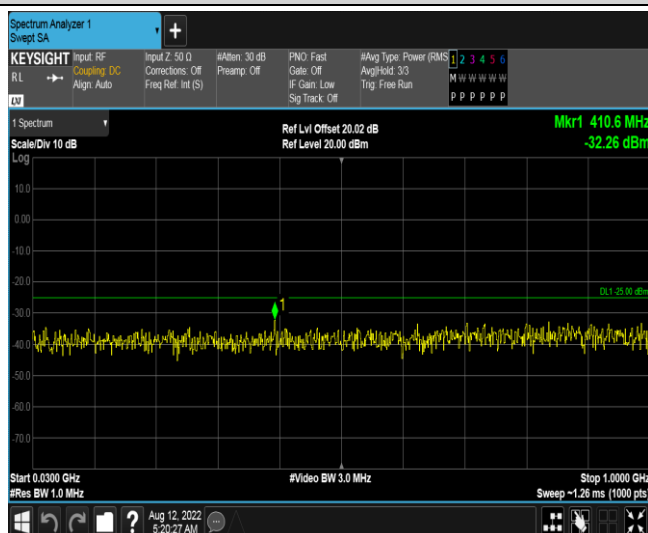 Spectrum Analyzer 1
Swept SA
KEYSIGHT
RL
Input: RF
Coupling: DC
Align: Auto
Input Z: 50 Ω
Corrections: Off
Freq Ref: Int (S)
#Atten: 30 dB
Preamp: Off
PNO: Fast
Gate: Off
IF Gain: Low
Sig Track: Off
#Avg Type: Power (RMS
Avg|Hold: 3/3
Trig: Free Run
1 2 3 4 5 6
M W W W W W
P P P P P P
LXI
1 Spectrum
Scale/Div 10 dB
Ref Lvl Offset 20.02 dB
Ref Level 20.00 dBm
Mkr1 410.6 MHz
-32.26 dBm
Log
10.0
0.00
-10.0
-20.0
-30.0
-40.0
-50.0
-60.0
-70.0
DL1 -25.00 dBm
1
Start 0.0300 GHz
#Res BW 1.0 MHz
#Video BW 3.0 MHz
Stop 1.0000 GHz
Sweep ~1.26 ms (1000 pts)
?
Aug 12, 2022
5:20:27 AM